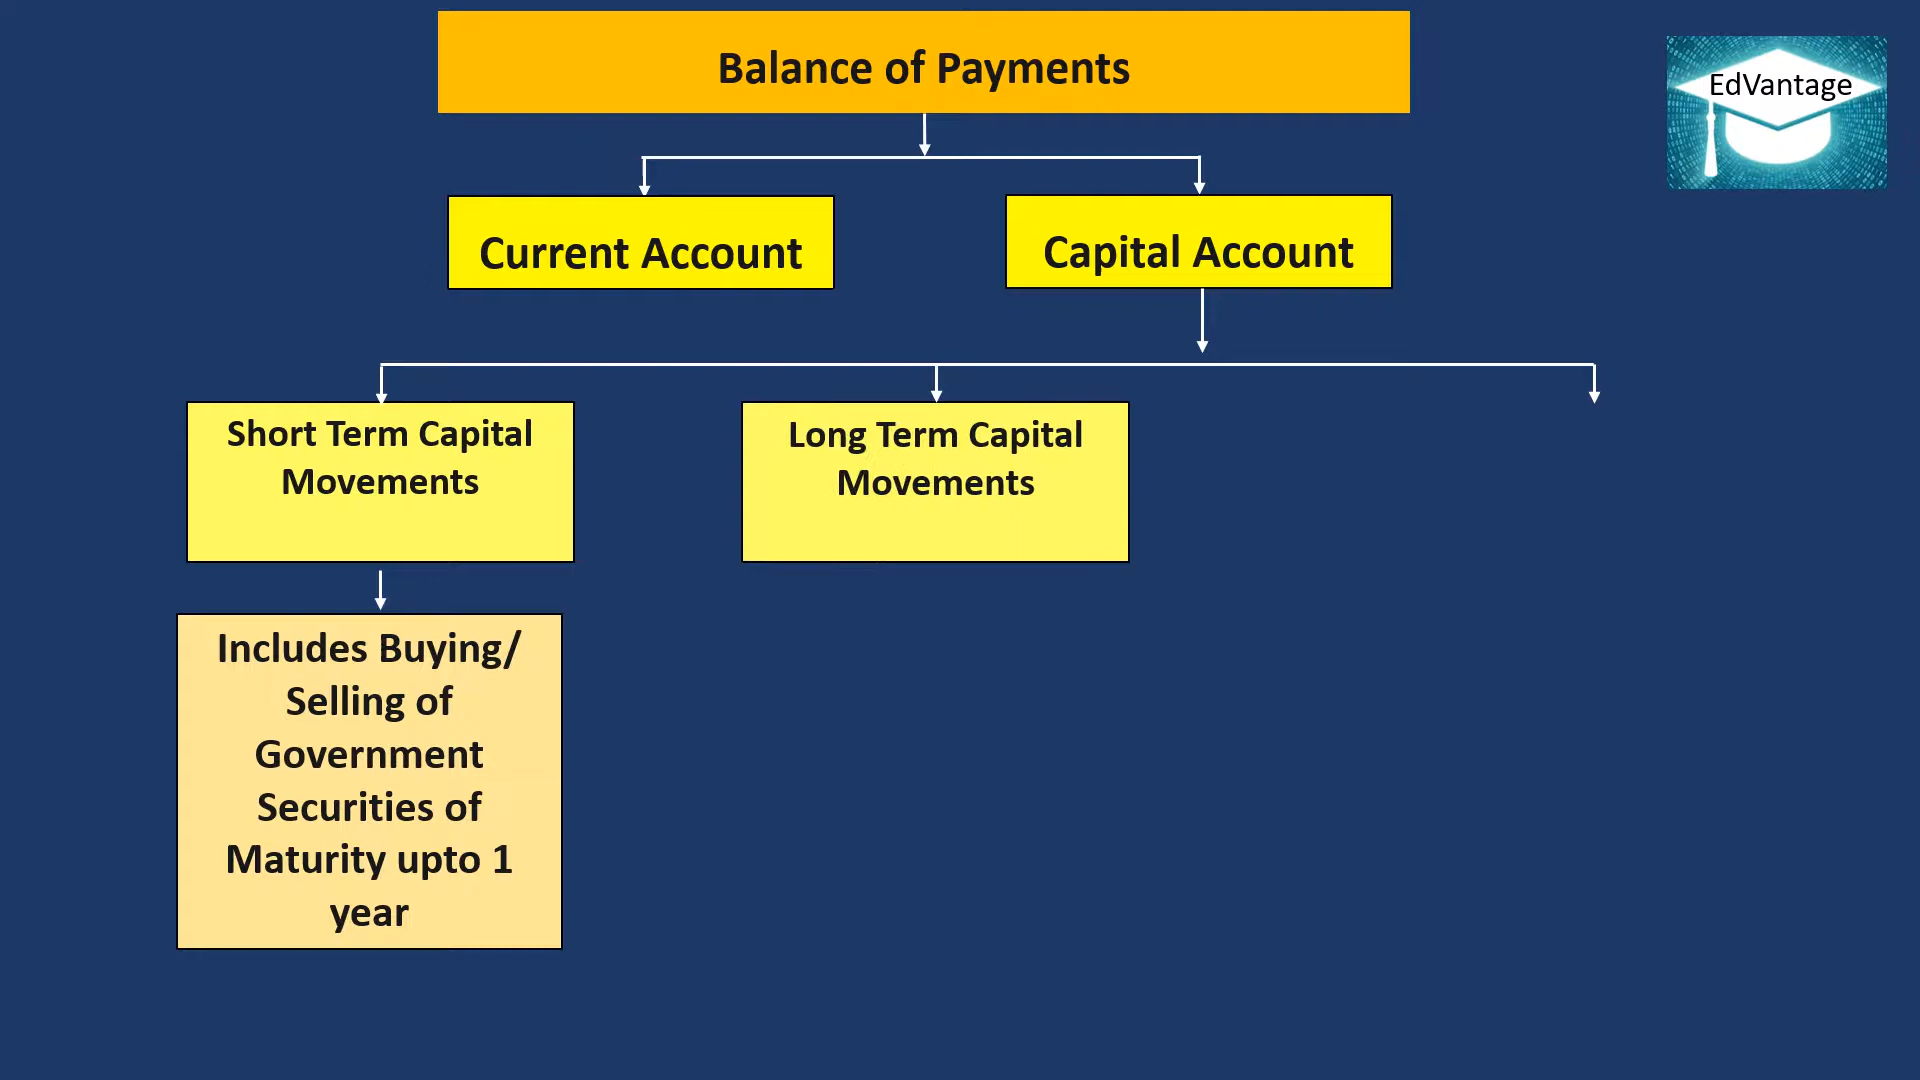 Balance of Payments
EdVantage
Current Account
Capital Account
Short Term Capital
Movements
Long Term Capital
Movements
Includes Buying/
Selling of
Government
Securities of
Maturity upto 1
year